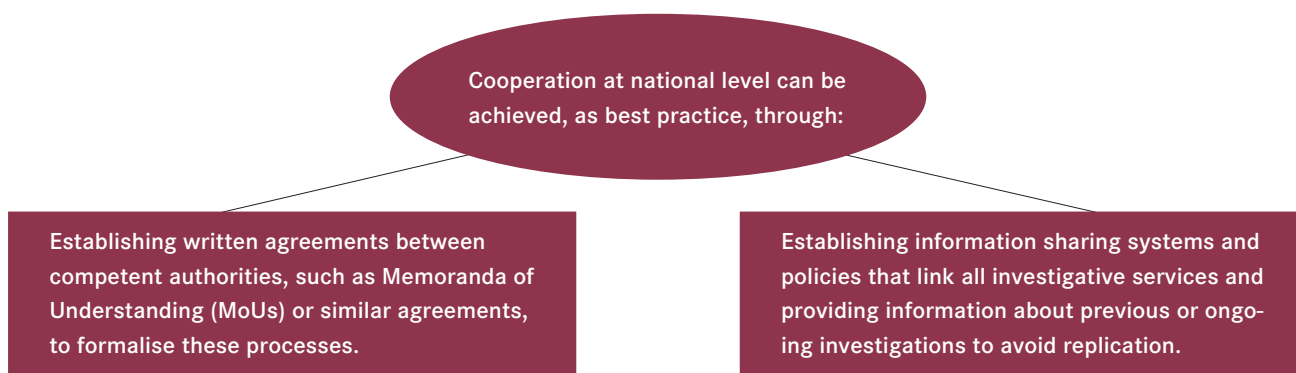 Cooperation at national level can be
achieved, as best practice, through:
Establishing written agreements between
competent authorities, such as Memoranda of
Understanding (MoUs) or similar agreements,
to formalise these processes.
Establishing information sharing systems and
policies that link all investigative services and
providing information about previous or ongo-
ing investigations to avoid replication.